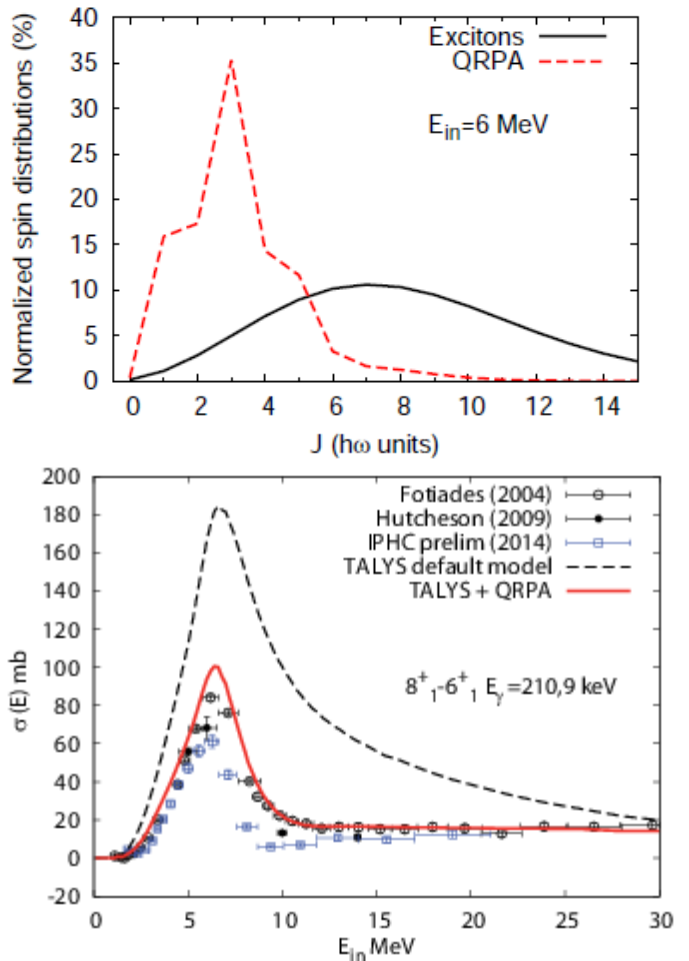 Normalized spin distributions (%)
40
35
30
25
20
15
10
5
0
Excitons
QRPA
E_in=6 MeV
0 2 4 6 8 10 12 14
J (hω units)
σ (E) mb
200
180
160
140
120
100
80
60
40
20
0
-20
Fotiades (2004)
Hutcheson (2009)
IPHC prelim (2014)
TALYS default model
TALYS + QRPA
8⁺₁-6⁺₁ E_γ=210,9 keV
0 5 10 15 20 25 30
E_in MeV